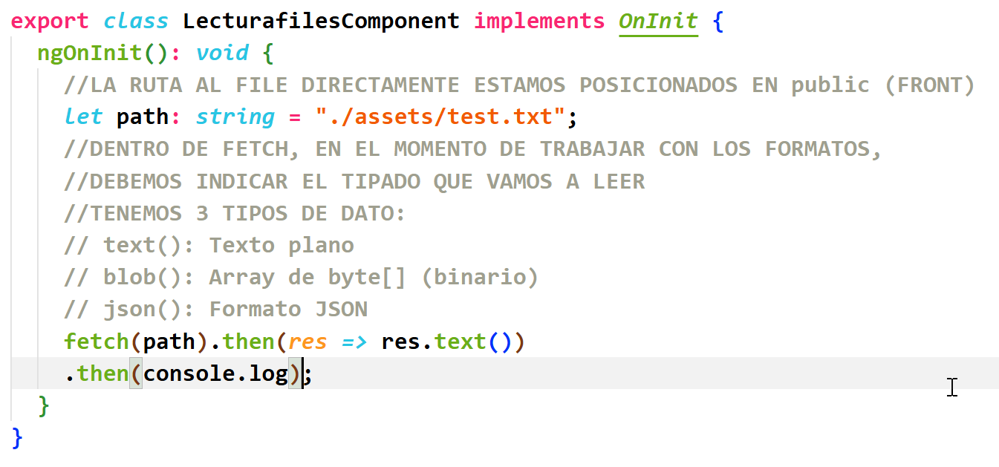 export class LecturafilesComponent implements OnInit {
ngOnInit(): void {
//LA RUTA AL FILE DIRECTAMENTE ESTAMOS POSICIONADOS EN public (FRONT)
let path: string = "./assets/test.txt";
//DENTRO DE FETCH, EN EL MOMENTO DE TRABAJAR CON LOS FORMATOS,
//DEBEMOS INDICAR EL TIPADO QUE VAMOS A LEER
//TENEMOS 3 TIPOS DE DATO:
// text(): Texto plano
// blob(): Array de byte[] (binario)
// json(): Formato JSON
fetch(path).then(res => res.text())
.then(console.log);
}
}